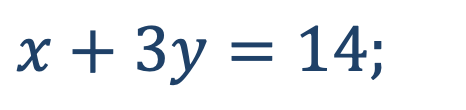 x + 3y = 14;